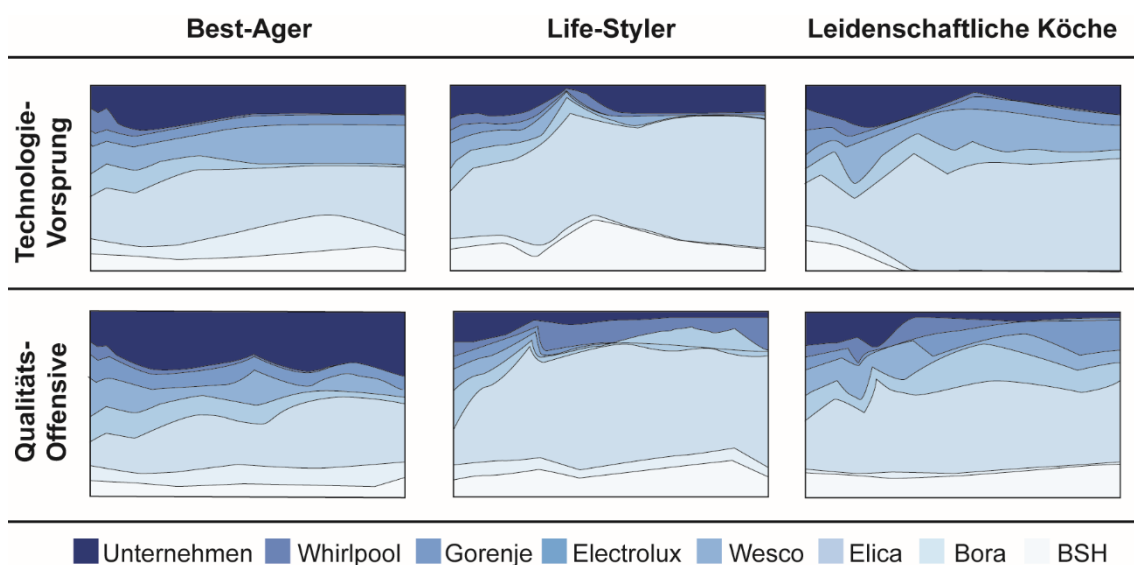 Best-Ager Life-Styler Leidenschaftliche Köche
Technologie-
Vorsprung
Qualitäts-
Offensive
Unternehmen Whirlpool Gorenje Electrolux Wesco Elica Bora BSH